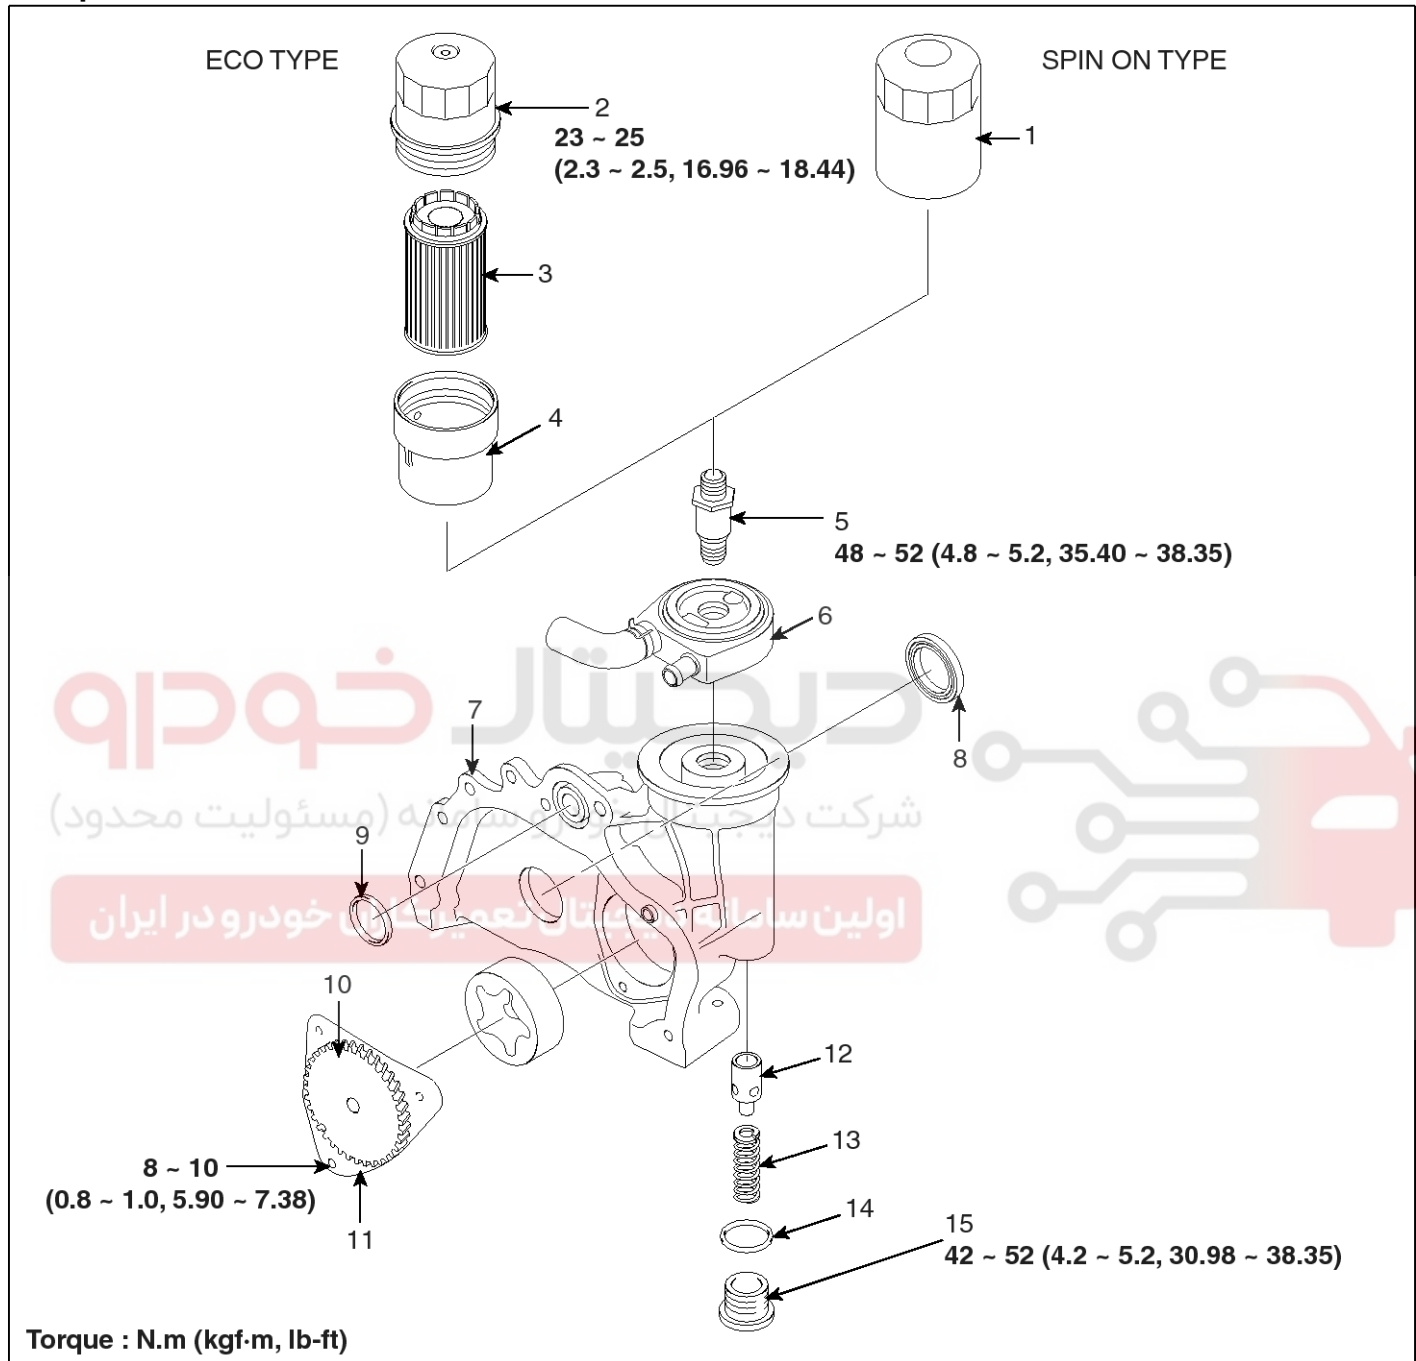 ECO TYPE
SPIN ON TYPE
2
23 ~ 25
(2.3 ~ 2.5, 16.96 ~ 18.44)
1
3
4
5
48 ~ 52 (4.8 ~ 5.2, 35.40 ~ 38.35)
6
دیجیتال خودرو
7
8
شرکت دیجیتال خودرو سامانه (مسئولیت محدود)
9
اولین سامانه دیجیتال تعمیرکاران خودرو در ایران
10
12
13
8 ~ 10
(0.8 ~ 1.0, 5.90 ~ 7.38)
11
14
15
42 ~ 52 (4.2 ~ 5.2, 30.98 ~ 38.35)
Torque : N.m (kgf·m, lb-ft)